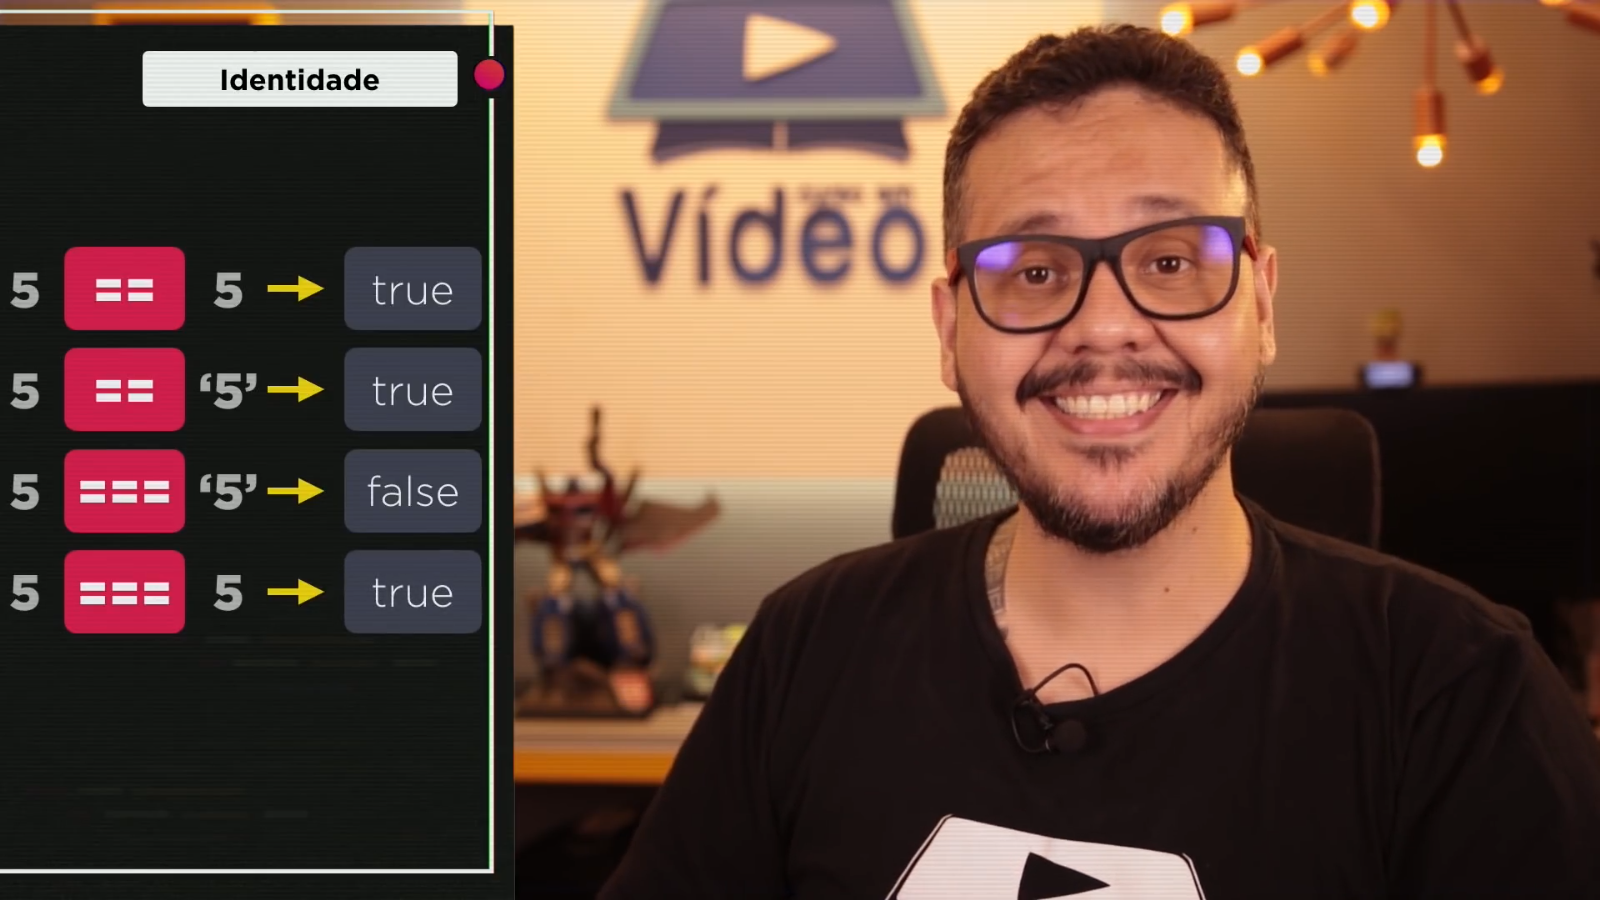 Identidade
5 == 5 → true
5 == ‘5’ → true
5 === ‘5’ → false
5 === 5 → true
Vídeo